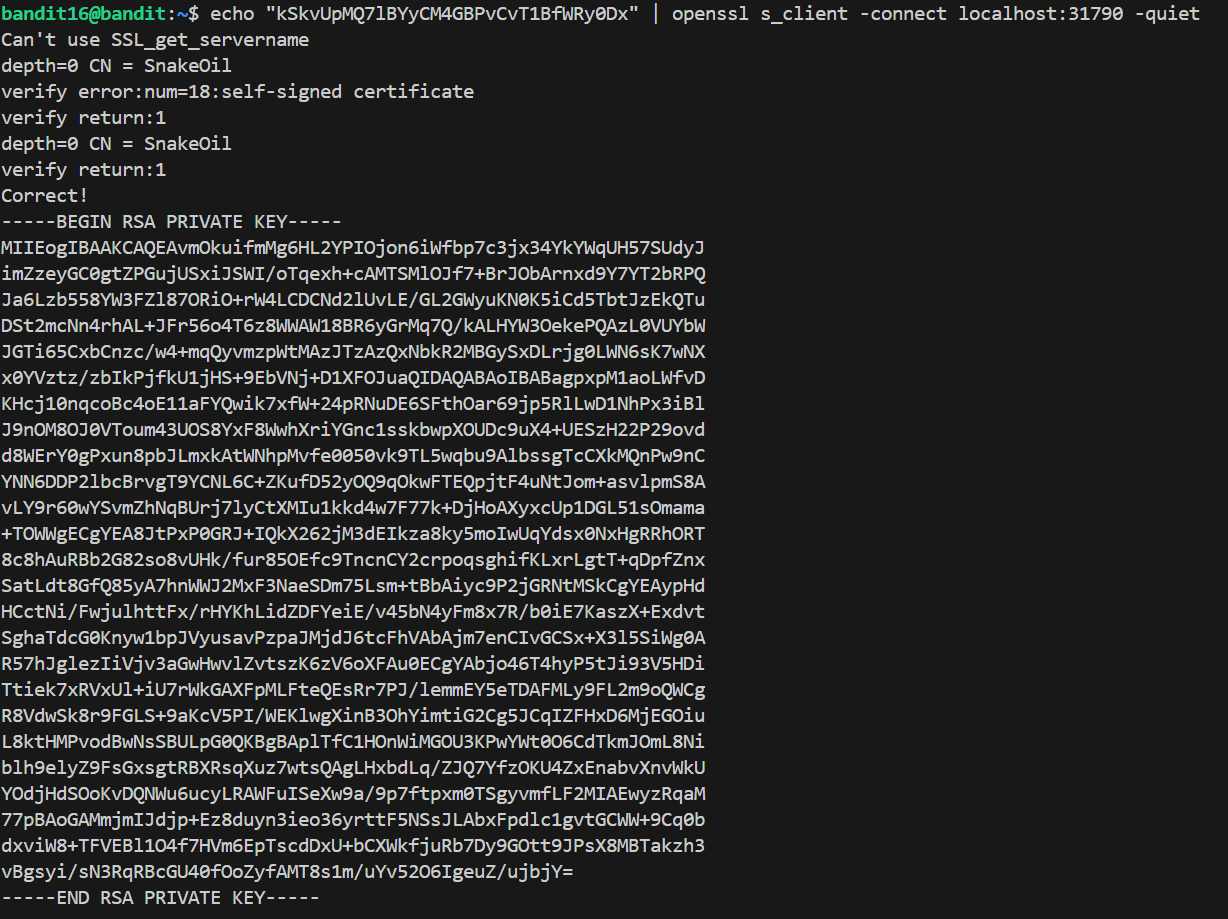 bandit16@bandit:~$ echo "kSkvUpMQ7lBYyCM4GBPvCvT1BfWRy0Dx" | openssl s_client -connect localhost:31790 -quiet
Can't use SSL_get_servername
depth=0 CN = SnakeOil
verify error:num=18:self-signed certificate
verify return:1
depth=0 CN = SnakeOil
verify return:1
Correct!
-----BEGIN RSA PRIVATE KEY-----
MIIEogIBAAKCAQEAvmOkuifmMg6HL2YPIOjon6iWfbp7c3jx34YkYWqUH57SUdyJ
imZzeyGC0gtZPGujUSxiJSWI/oTqexh+cAMTSMlOJf7+BrJObArnxd9Y7YT2bRPQ
Ja6Lzb558YW3FZl87ORiO+rW4LCDCNd2lUvLE/GL2GWyuKN0K5iCd5TbtJzEkQTu
DSt2mcNn4rhAL+JFr56o4T6z8WWAW18BR6yGrMq7Q/kALHYW3OekePQAzL0VUYbW
JGTi65CxbCnzc/w4+mqQyvmzpWtMAzJTzAzQxNbkR2MBGySxDLrjg0LWN6sK7wNX
x0YVztz/zbIkPjfkU1jHS+9EbVNj+D1XFOJuaQIDAQABAoIBABagpxpM1aoLWfvD
KHcj10nqcoBc4oE11aFYQwik7xfW+24pRNuDE6SFthOar69jp5RlLwD1NhPx3iBl
J9nOM8OJ0VToum43UOS8YxF8WwhXriYGnc1sskbwpXOUDc9uX4+UESzH22P29ovd
d8WErY0gPxun8pbJLmxkAtWNhpMvfe0050vk9TL5wqbu9AlbssgTcCXkMQnPw9nC
YNN6DDP2lbcBrvgT9YCNL6C+ZKufD52yOQ9qOkwFTEQpjtF4uNtJom+asvlpmS8A
vLY9r60wYSvmZhNqBUrj7lyCtXMIu1kkd4w7F77k+DjHoAXyxcUp1DGL51sOmama
+TOWWgECgYEA8JtPxP0GRJ+IQkX262jM3dEIkza8ky5moIwUqYdsx0NxHgRRhORT
8c8hAuRBb2G82so8vUHk/fur85OEfc9TncnCY2crpoqsghifKLxrLgtT+qDpfZnx
SatLdt8GfQ85yA7hnWWJ2MxF3NaeSDm75Lsm+tBbAiyc9P2jGRNtMSkCgYEAypHd
HCctNi/FwjulhttFx/rHYKhLidZDFYeiE/v45bN4yFm8x7R/b0iE7KaszX+Exdvt
SghaTdcG0Knyw1bpJVyusavPzpaJMjdJ6tcFhVAbAjm7enCIvGCSx+X3l5SiWg0A
R57hJglezIiVjv3aGwHwvlZvtszK6zV6oXFAu0ECgYAbjo46T4hyP5tJi93V5HDi
Ttiek7xRVxUl+iU7rWkGAXFpMLFteQEsRr7PJ/lemmEY5eTDAFMLy9FL2m9oQWCg
R8VdwSk8r9FGLS+9aKcV5PI/WEKlwgXinB3OhYimtiG2Cg5JCqIZFHxD6MjEGOiu
L8ktHMPvodBwNsSBULpG0QKBgBAplTfC1HOnWiMGOU3KPwYWt0O6CdTkmJOmL8Ni
blh9elyZ9FsGxsgtRBXRsqXuz7wtsQAgLHxbdLq/ZJQ7YfzOKU4ZxEnabvXnvWkU
YOdjHdSOoKvDQNWu6ucyLRAWFuISeXw9a/9p7ftpxm0TSgyvmfLF2MIAEwyzRqaM
77pBAoGAMmjmIJdjp+Ez8duyn3ieo36yrttF5NSsJLAbxFpdlc1gvtGCWW+9Cq0b
dxviW8+TFVEBl1O4f7HVm6EpTscdDxU+bCXWkfjuRb7Dy9GOtt9JPsX8MBTakzh3
vBgsyi/sN3RqRBcGU40fOoZyfAMT8s1m/uYv52O6IgeuZ/ujbjY=
-----END RSA PRIVATE KEY-----